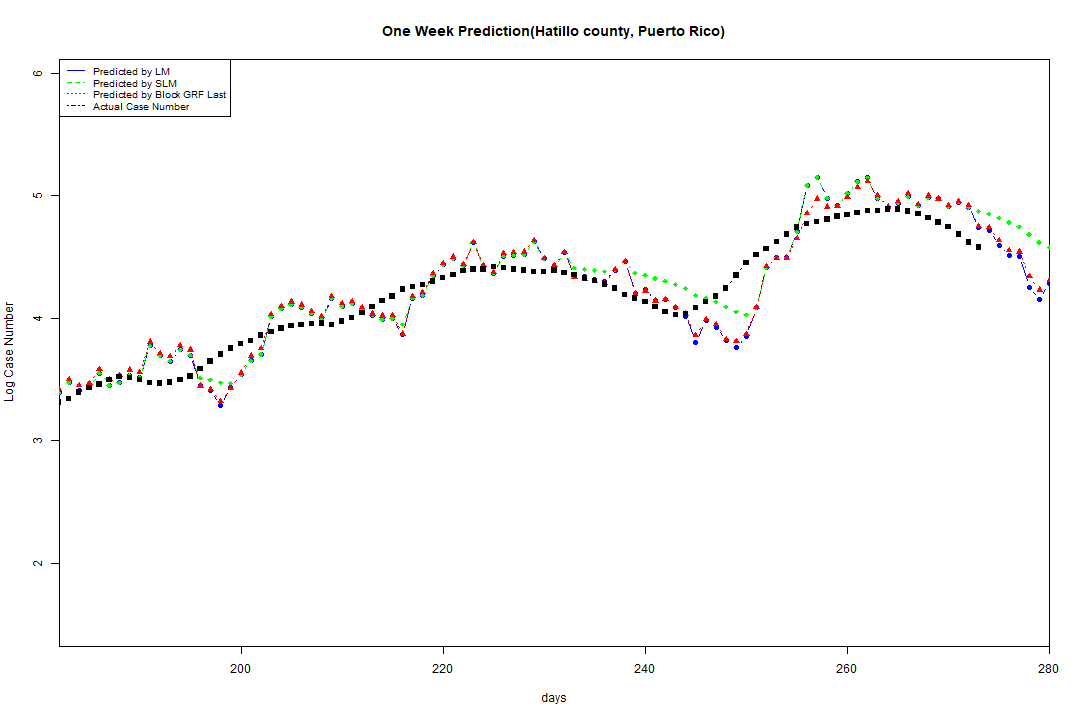 One Week Prediction(Hatillo county, Puerto Rico)
Predicted by LM
Predicted by SLM
Predicted by Block GRF Last
Actual Case Number
6
5
4
3
2
Log Case Number
200 220 240 260 280
days